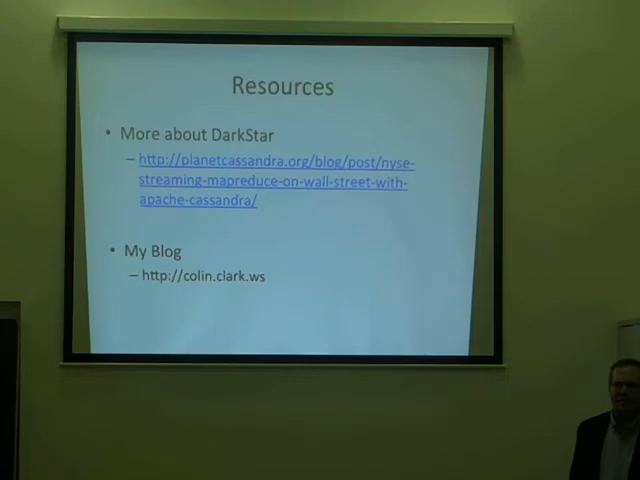 Resources
• More about DarkStar
– http://planetcassandra.org/blog/post/nyse-
streaming-mapreduce-on-wall-street-with-
apache-cassandra/
• My Blog
– http://colin.clark.ws